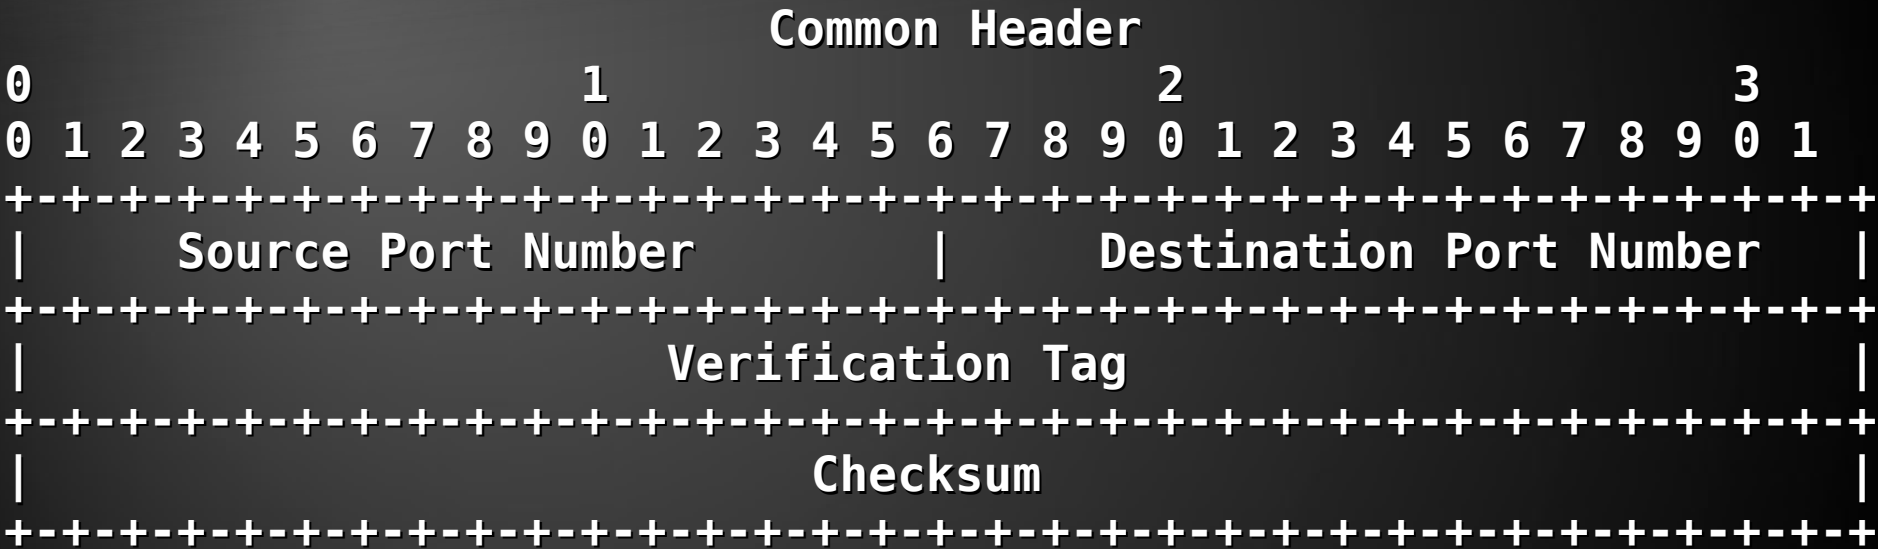 Common Header
0 1 2 3
0 1 2 3 4 5 6 7 8 9 0 1 2 3 4 5 6 7 8 9 0 1 2 3 4 5 6 7 8 9 0 1
+-+-+-+-+-+-+-+-+-+-+-+-+-+-+-+-+-+-+-+-+-+-+-+-+-+-+-+-+-+-+-+-+
| Source Port Number | Destination Port Number |
+-+-+-+-+-+-+-+-+-+-+-+-+-+-+-+-+-+-+-+-+-+-+-+-+-+-+-+-+-+-+-+-+
| Verification Tag |
+-+-+-+-+-+-+-+-+-+-+-+-+-+-+-+-+-+-+-+-+-+-+-+-+-+-+-+-+-+-+-+-+
| Checksum |
+-+-+-+-+-+-+-+-+-+-+-+-+-+-+-+-+-+-+-+-+-+-+-+-+-+-+-+-+-+-+-+-+